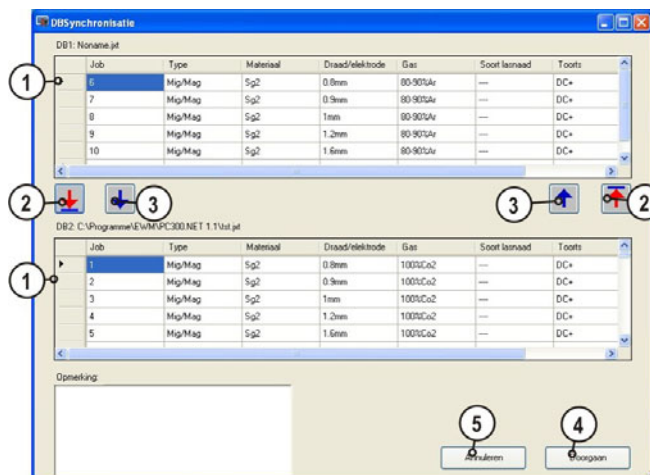 DBSynchronisatie
DB1: Noname.jxt
Job Type Materiaal Draad/elektrode Gas Soort lasnaad Toorts
1
6 Mig/Mag Sg2 0.8mm 80-90%Ar --- DC+
7 Mig/Mag Sg2 0.9mm 80-90%Ar --- DC+
8 Mig/Mag Sg2 1mm 80-90%Ar --- DC+
9 Mig/Mag Sg2 1.2mm 80-90%Ar --- DC+
10 Mig/Mag Sg2 1.6mm 80-90%Ar --- DC+
2 3 3 2
DB2: C:\Programme\EWM\PC300.NET 1.1\tst.jxt
Job Type Materiaal Draad/elektrode Gas Soort lasnaad Toorts
1
1 Mig/Mag Sg2 0.8mm 100%Co2 --- DC+
2 Mig/Mag Sg2 0.9mm 100%Co2 --- DC+
3 Mig/Mag Sg2 1mm 100%Co2 --- DC+
4 Mig/Mag Sg2 1.2mm 100%Co2 --- DC+
5 Mig/Mag Sg2 1.6mm 100%Co2 --- DC+
Opmerking:
5 4
Annuleren Doorgaan